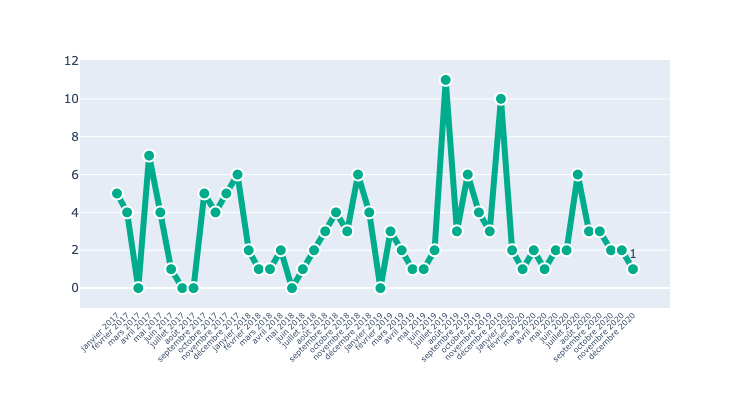 12
10
8
6
4
2
0
1
janvier 2017
février 2017
mars 2017
avril 2017
mai 2017
juin 2017
juillet 2017
août 2017
septembre 2017
octobre 2017
novembre 2017
décembre 2017
janvier 2018
février 2018
mars 2018
avril 2018
mai 2018
juin 2018
juillet 2018
août 2018
septembre 2018
octobre 2018
novembre 2018
décembre 2018
janvier 2019
février 2019
mars 2019
avril 2019
mai 2019
juin 2019
juillet 2019
août 2019
septembre 2019
octobre 2019
novembre 2019
décembre 2019
janvier 2020
février 2020
mars 2020
avril 2020
mai 2020
juin 2020
juillet 2020
août 2020
septembre 2020
octobre 2020
novembre 2020
décembre 2020